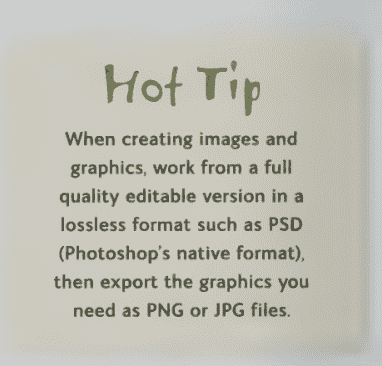 Hot Tip
When creating images and
graphics, work from a full
quality editable version in a
lossless format such as PSD
(Photoshop's native format),
then export the graphics you
need as PNG or JPG files.